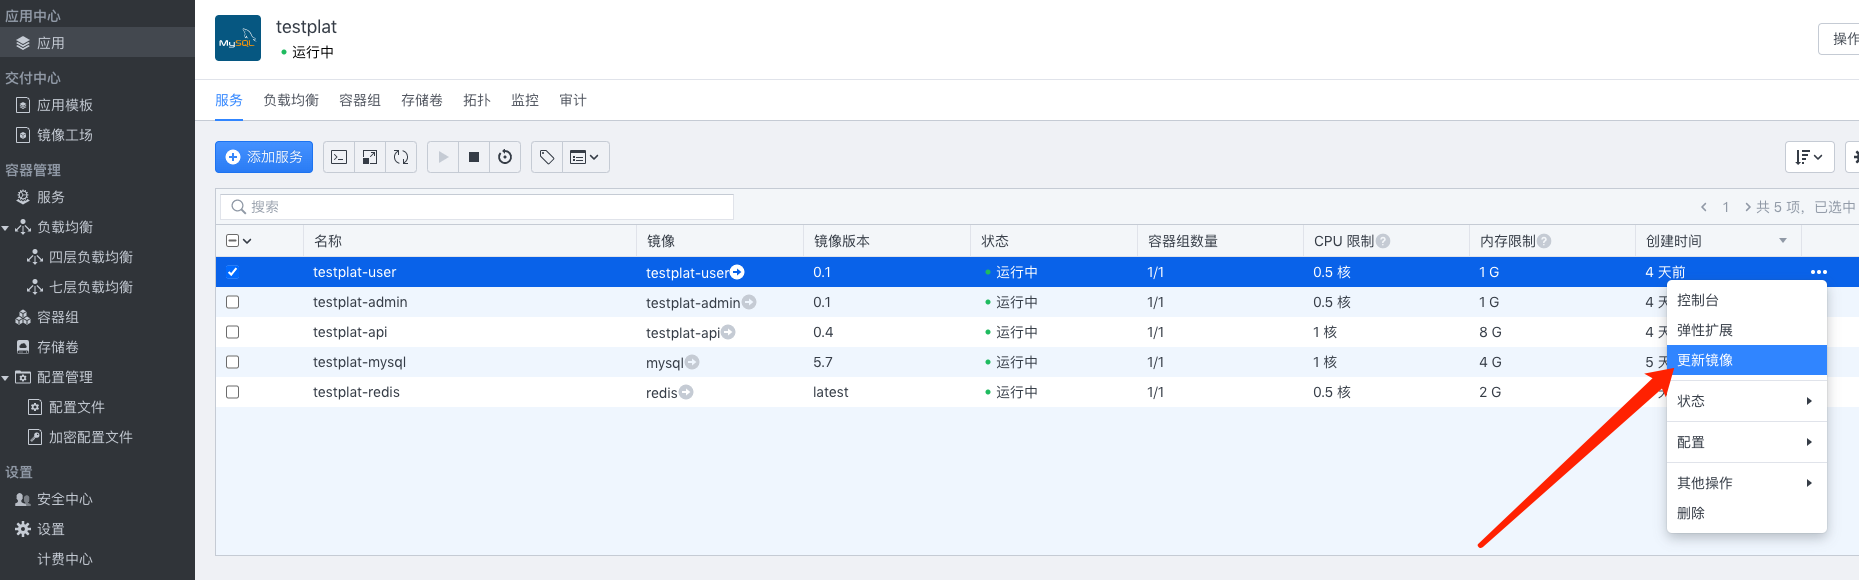 应用中心
应用
交付中心
应用模板
镜像工场
容器管理
服务
负载均衡
四层负载均衡
七层负载均衡
容器组
存储卷
配置管理
配置文件
加密配置文件
设置
安全中心
设置
计费中心
MySQL
testplat
运行中
操作
服务 负载均衡 容器组 存储卷 拓扑 监控 审计
添加服务
搜索
1 共 5 项，已选中
名称 镜像 镜像版本 状态 容器组数量 CPU 限制 内存限制 创建时间
testplat-user testplat-user 0.1 运行中 1/1 0.5 核 1 G 4 天前
testplat-admin testplat-admin 0.1 运行中 1/1 0.5 核 1 G 4 天
testplat-api testplat-api 0.4 运行中 1/1 1 核 8 G 4 天
testplat-mysql mysql 5.7 运行中 1/1 1 核 4 G 5 天
testplat-redis redis latest 运行中 1/1 0.5 核 2 G
控制台
弹性扩展
更新镜像
状态
配置
其他操作
删除